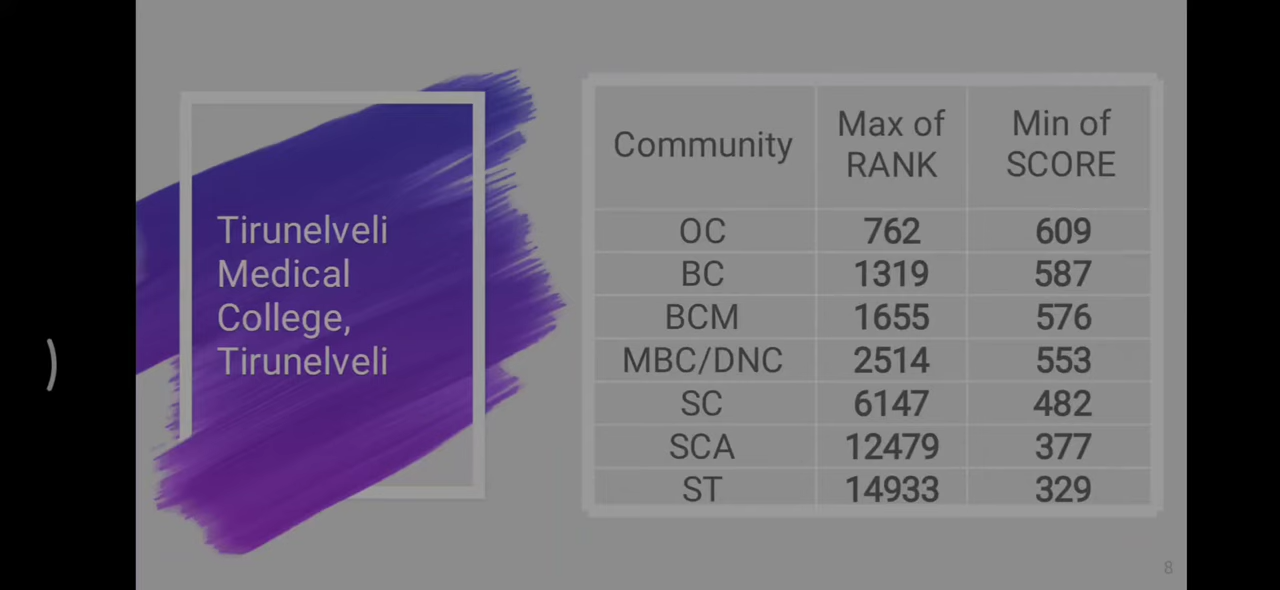 Tirunelveli
Medical
College,
Tirunelveli
Community Max of RANK Min of SCORE
OC 762 609
BC 1319 587
BCM 1655 576
MBC/DNC 2514 553
SC 6147 482
SCA 12479 377
ST 14933 329
8